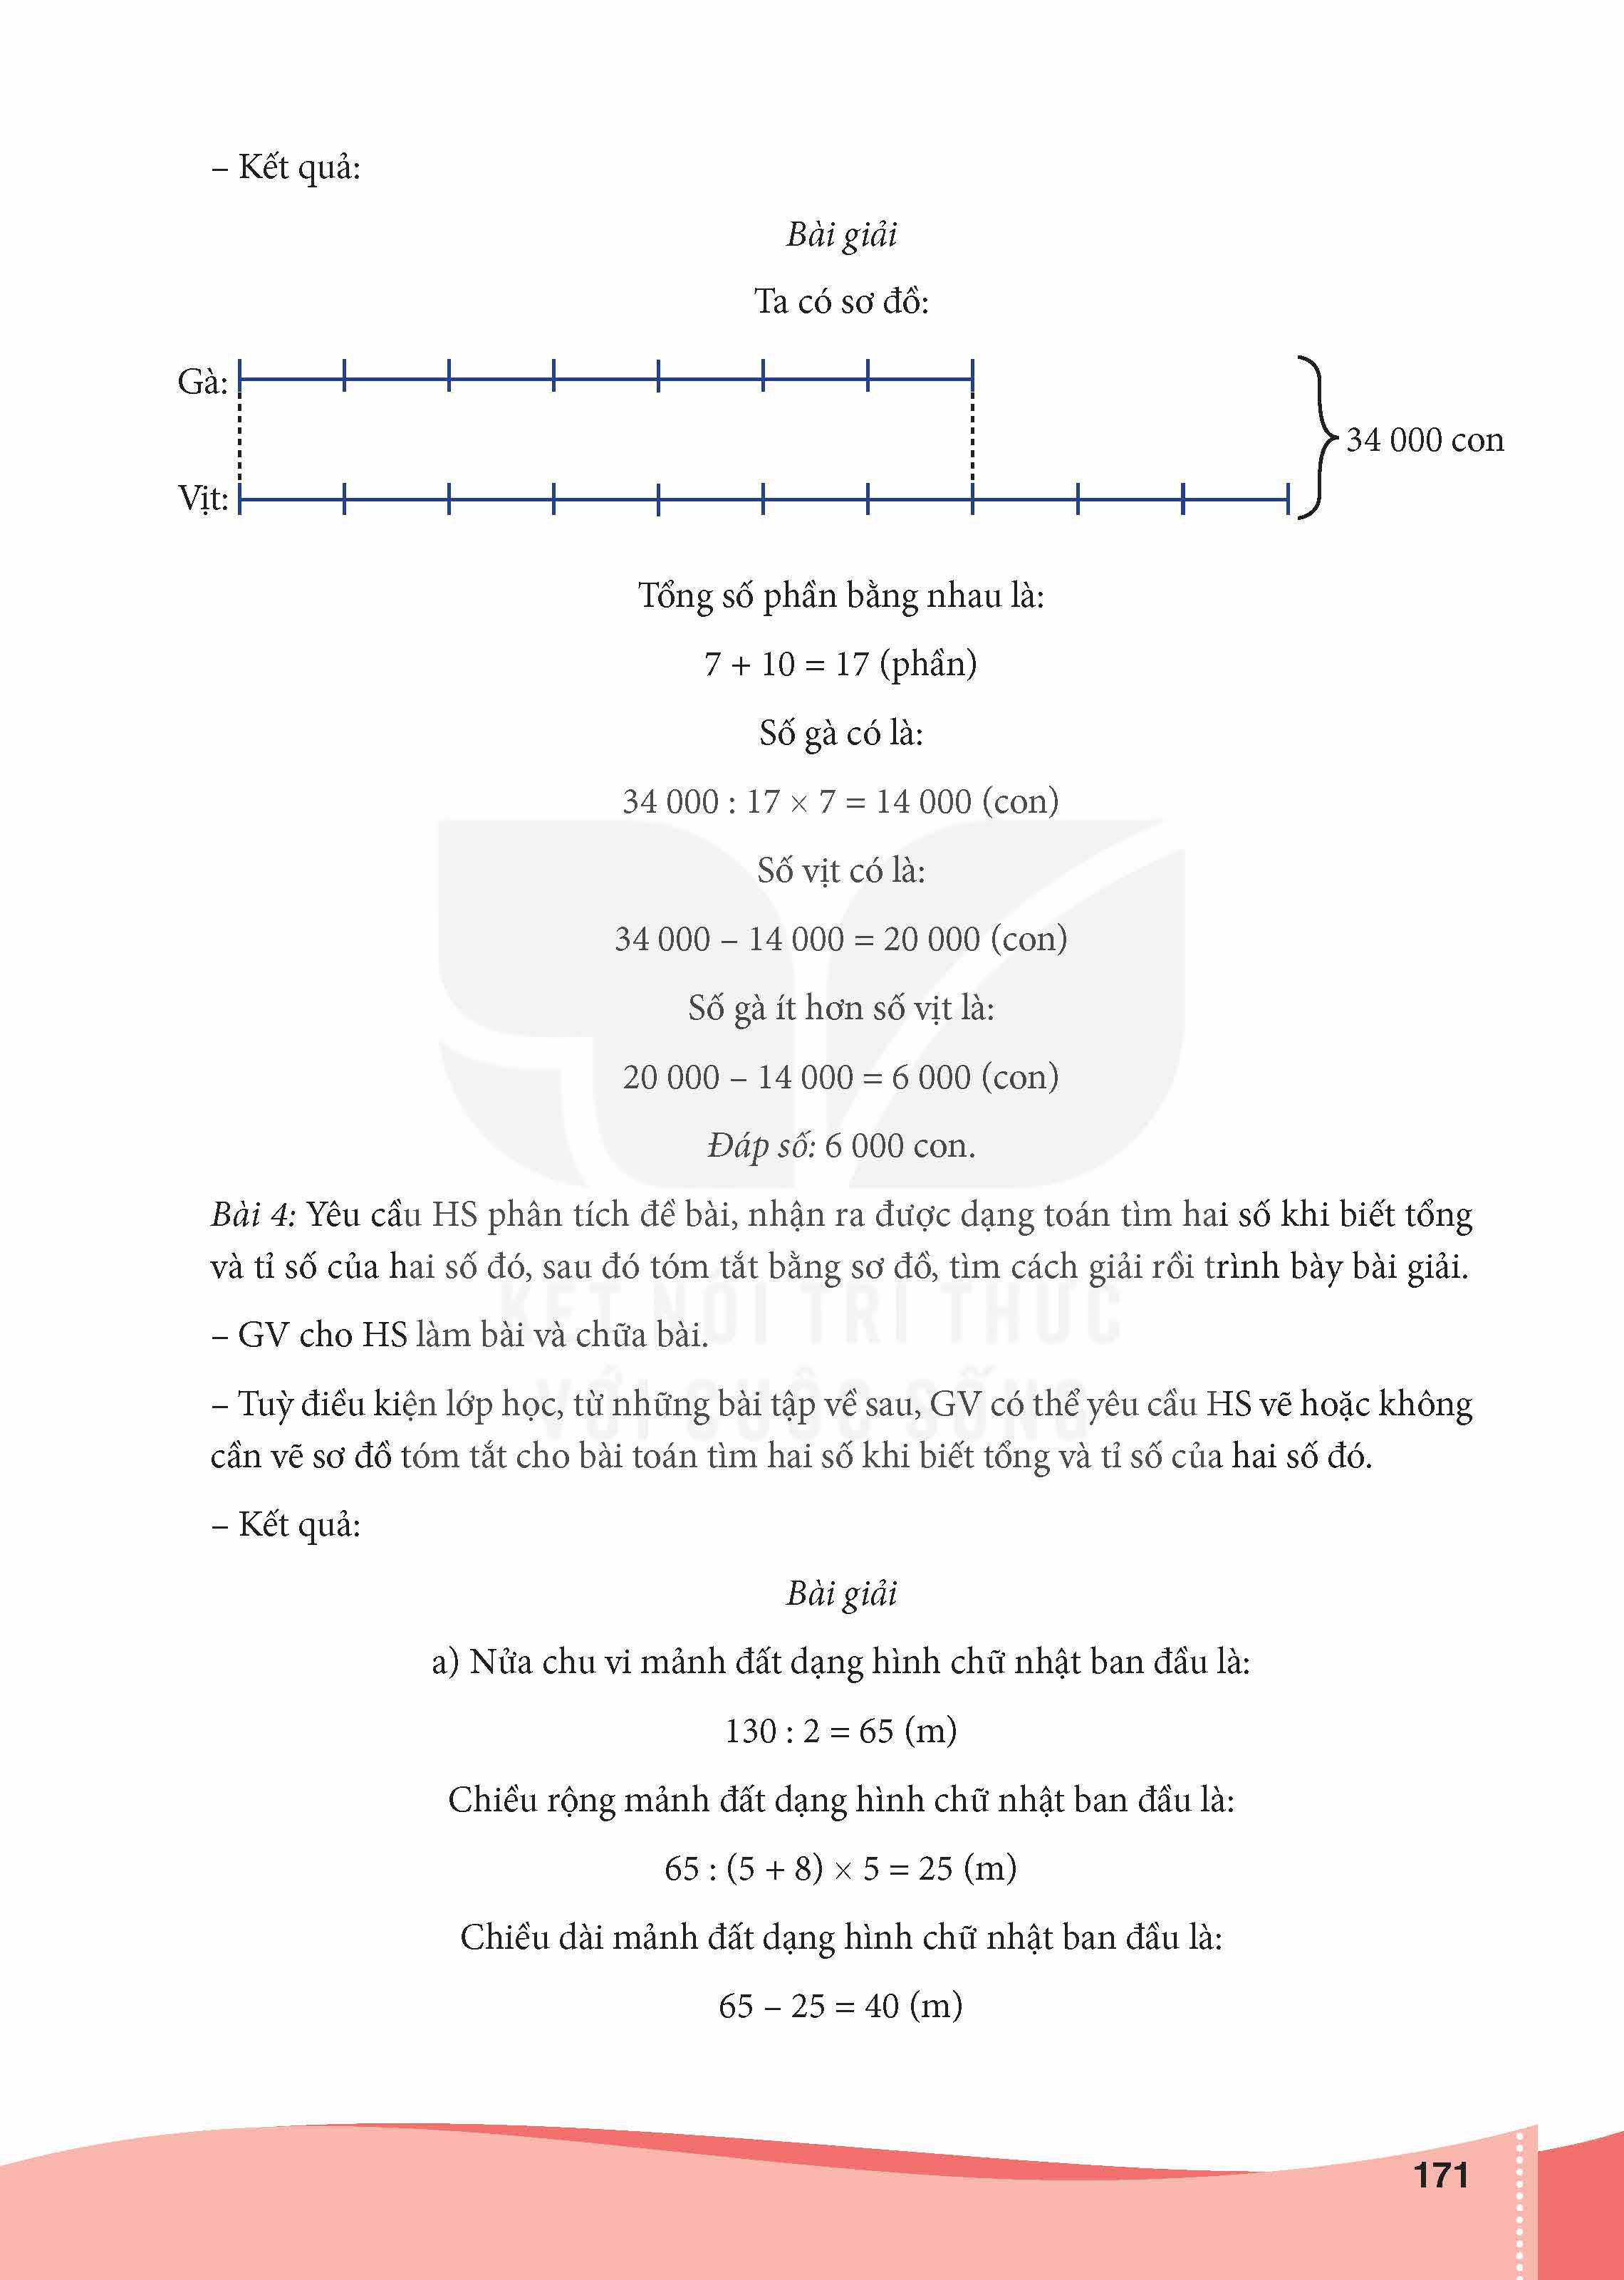 – Kết quả:
Bài giải
Ta có sơ đồ:
Gà:
34 000 con
Vịt:
Tổng số phần bằng nhau là:
7 + 10 = 17 (phần)
Số gà có là:
34 000 : 17 × 7 = 14 000 (con)
Số vịt có là:
34 000 – 14 000 = 20 000 (con)
Số gà ít hơn số vịt là:
20 000 – 14 000 = 6 000 (con)
Đáp số: 6 000 con.
Bài 4: Yêu cầu HS phân tích đề bài, nhận ra được dạng toán tìm hai số khi biết tổng
và tỉ số của hai số đó, sau đó tóm tắt bằng sơ đồ, tìm cách giải rồi trình bày bài giải.
KẾT NỐI TRI THỨC
– GV cho HS làm bài và chữa bài.
VỚI CUỘC SỐNG
– Tuỳ điều kiện lớp học, từ những bài tập về sau, GV có thể yêu cầu HS vẽ hoặc không
cần vẽ sơ đồ tóm tắt cho bài toán tìm hai số khi biết tổng và tỉ số của hai số đó.
– Kết quả:
Bài giải
a) Nửa chu vi mảnh đất dạng hình chữ nhật ban đầu là:
130 : 2 = 65 (m)
Chiều rộng mảnh đất dạng hình chữ nhật ban đầu là:
65 : (5 + 8) × 5 = 25 (m)
Chiều dài mảnh đất dạng hình chữ nhật ban đầu là:
65 – 25 = 40 (m)
171